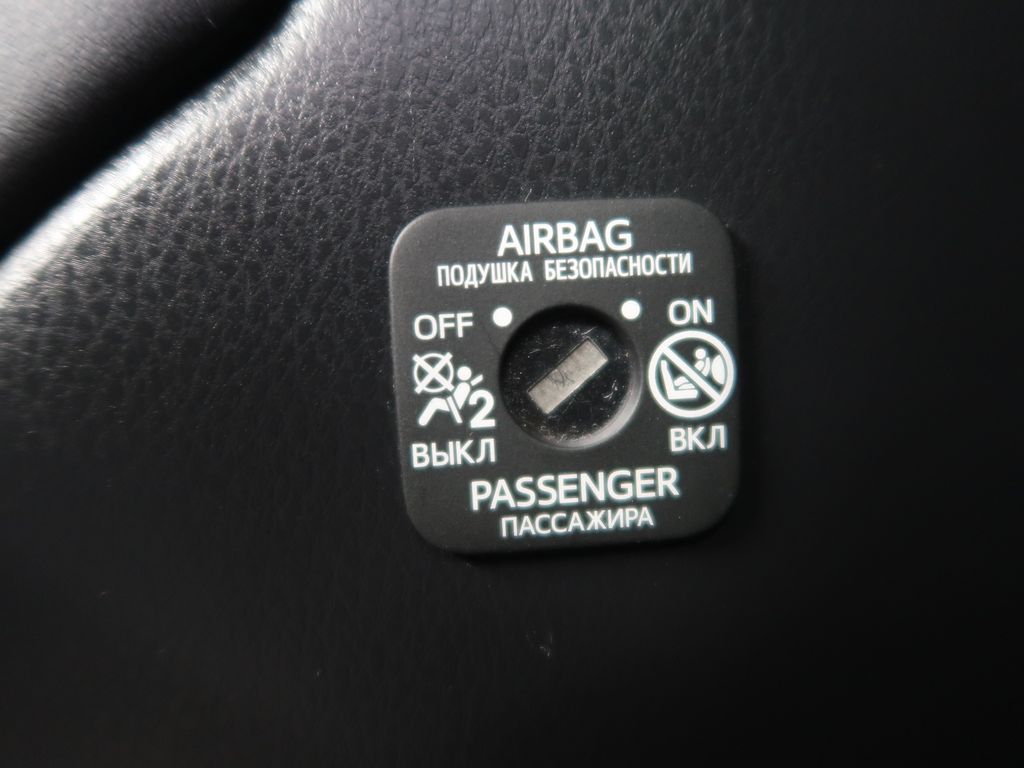 AIRBAG
ПОДУШКА БЕЗОПАСНОСТИ
OFF ON
2
ВЫКЛ ВКЛ
PASSENGER
ПАССАЖИРА